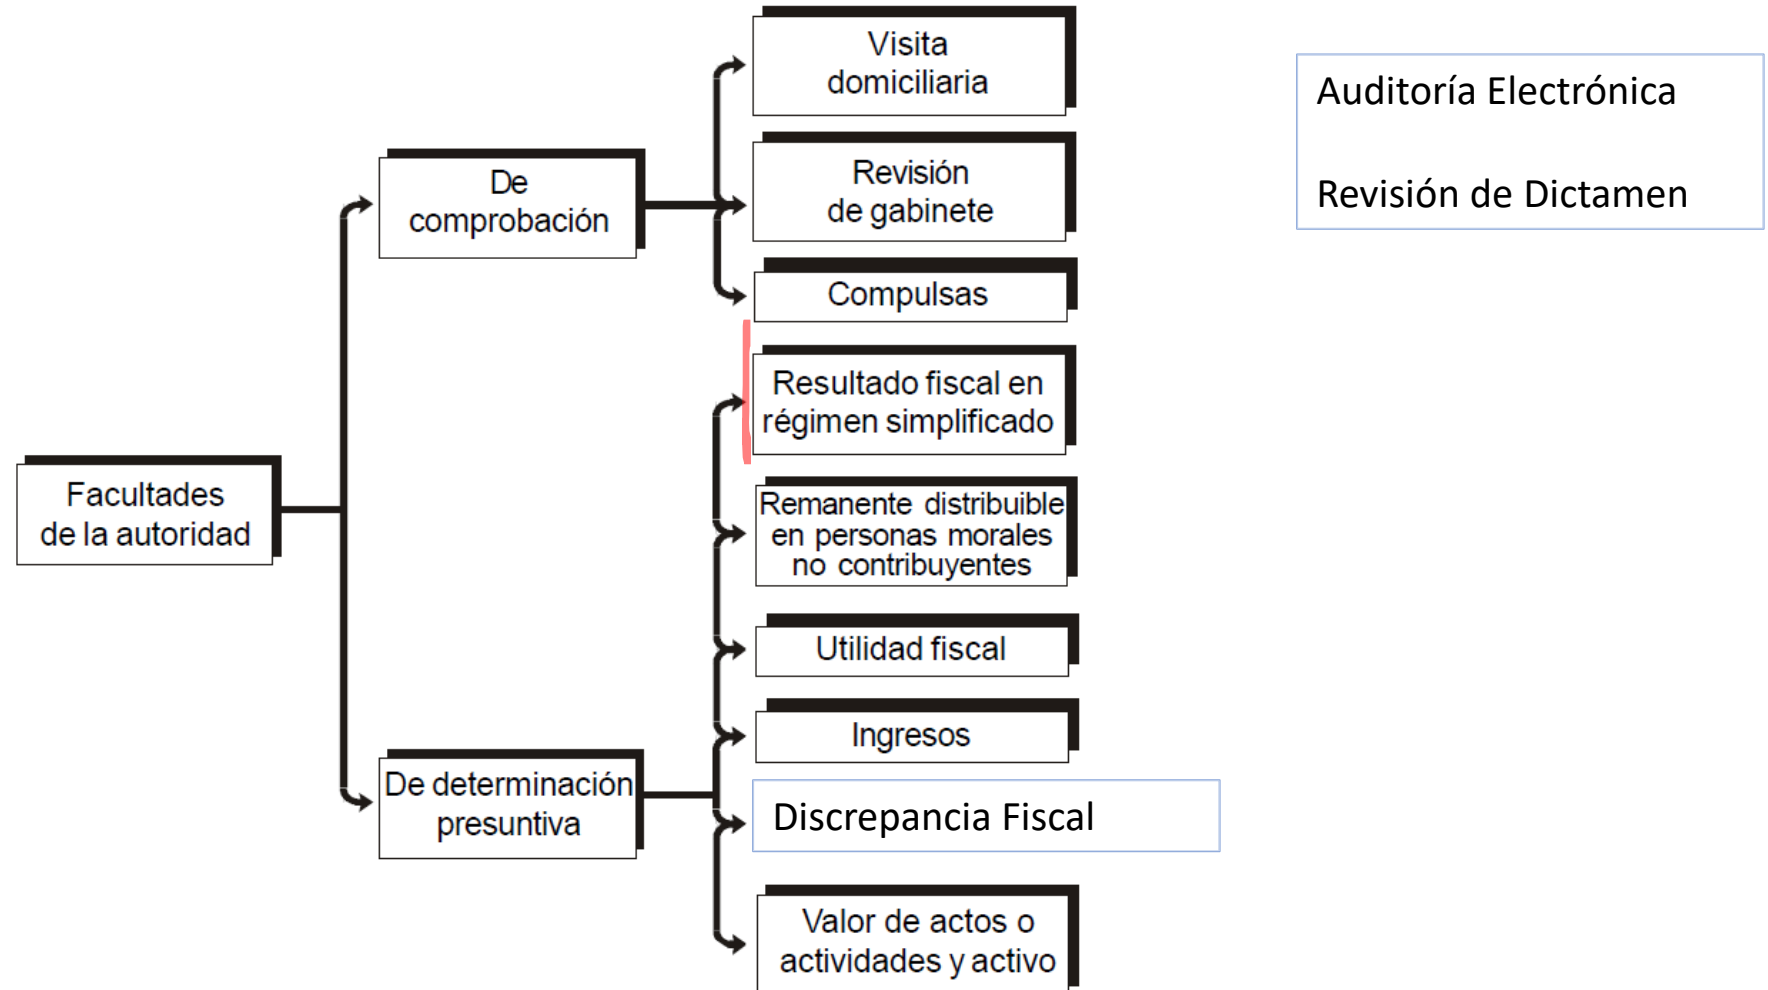 Visita
domiciliaria
Auditoría Electrónica
Revisión de Dictamen
De
comprobación
Revisión
de gabinete
Compulsas
Resultado fiscal en
régimen simplificado
Facultades
de la autoridad
Remanente distribuible
en personas morales
no contribuyentes
Utilidad fiscal
Ingresos
De determinación
presuntiva
Discrepancia Fiscal
Valor de actos o
actividades y activo